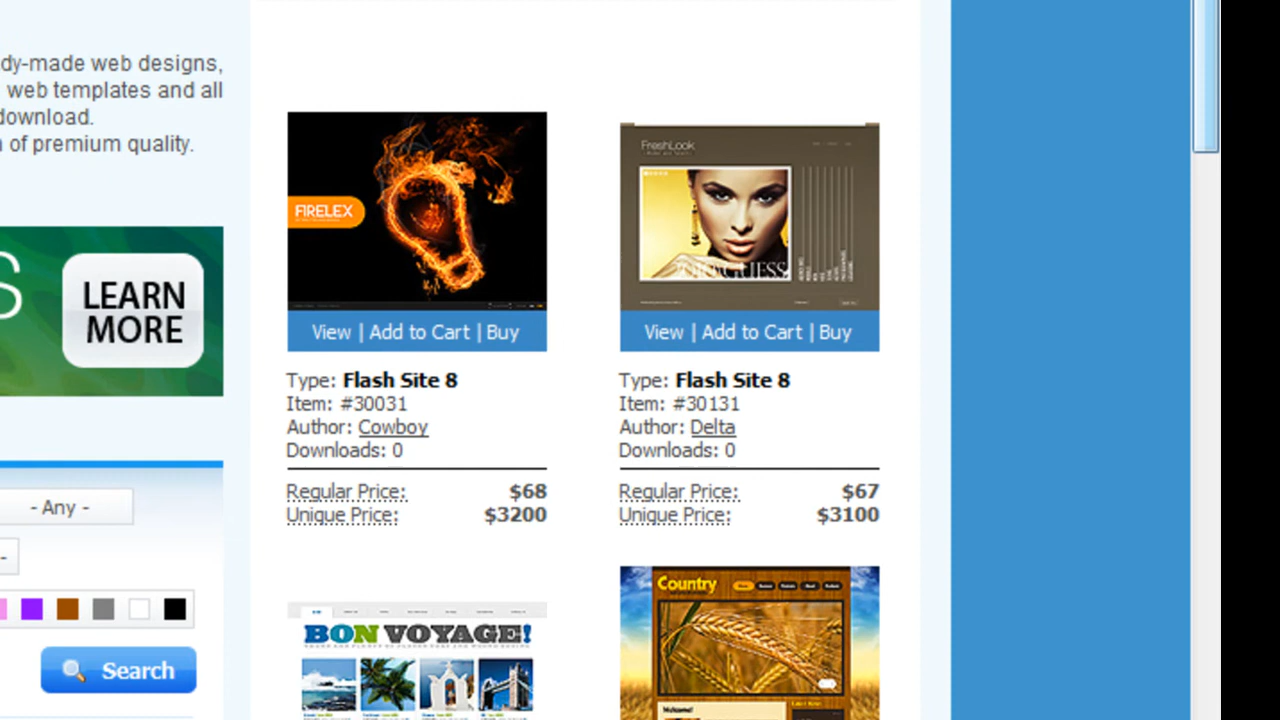 dy-made web designs,
web templates and all
download.
of premium quality.
S
LEARN
MORE
- Any -
-
Search
FIRELEX
View | Add to Cart | Buy
Type: Flash Site 8
Item: #30031
Author: Cowboy
Downloads: 0
Regular Price: $68
Unique Price: $3200
FreshLook
View | Add to Cart | Buy
Type: Flash Site 8
Item: #30131
Author: Delta
Downloads: 0
Regular Price: $67
Unique Price: $3100
BON VOYAGE!
Country
Welcome!